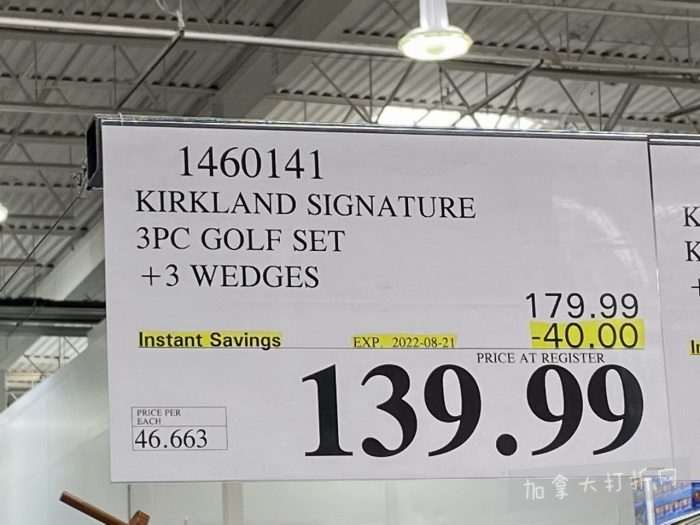 1460141
KIRKLAND SIGNATURE
3PC GOLF SET
+3 WEDGES
179.99
Instant Savings EXP. 2022-08-21 -40.00
PRICE AT REGISTER
139.99
PRICE PER
EACH
46.663
K
K
+
加拿大打折网